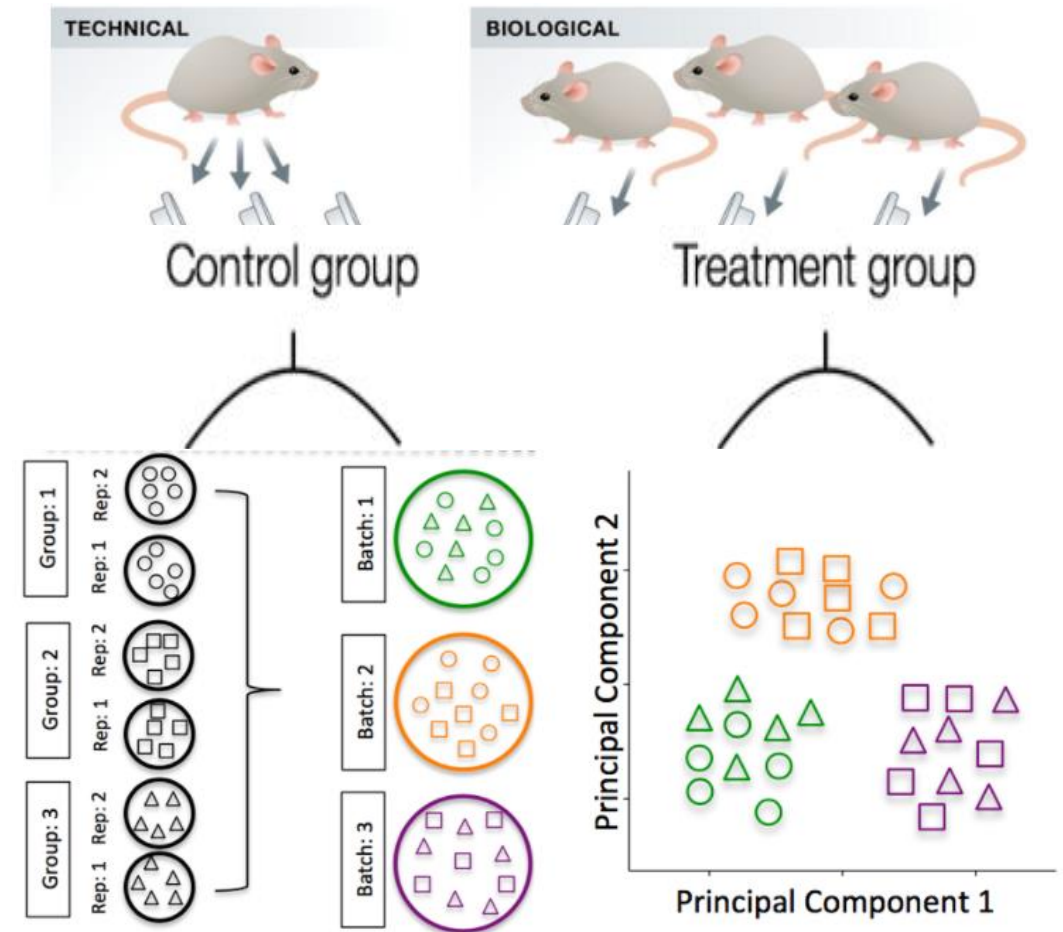 TECHNICAL
BIOLOGICAL
Control group
Treatment group
Group: 1
Rep: 2
Rep: 1
Group: 2
Rep: 2
Rep: 1
Group: 3
Rep: 2
Rep: 1
Batch: 1
Batch: 2
Batch: 3
Principal Component 2
Principal Component 1